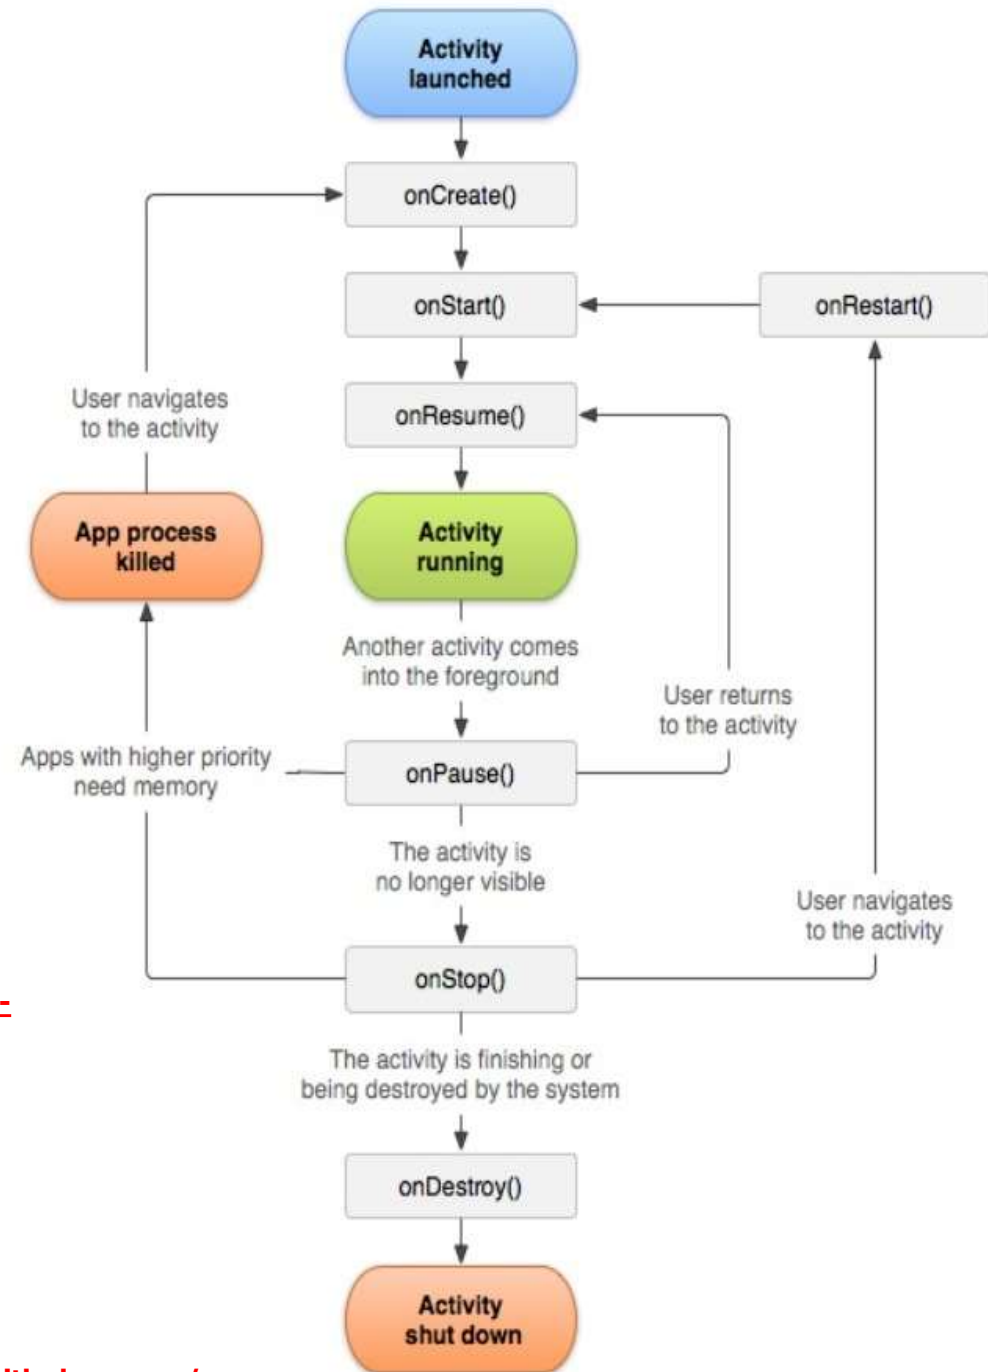 Activity
launched
onCreate()
onStart()
onRestart()
onResume()
User navigates
to the activity
App process
killed
Activity
running
Another activity comes
into the foreground
User returns
to the activity
Apps with higher priority
need memory
onPause()
The activity is
no longer visible
User navigates
to the activity
onStop()
The activity is finishing or
being destroyed by the system
onDestroy()
Activity
shut down